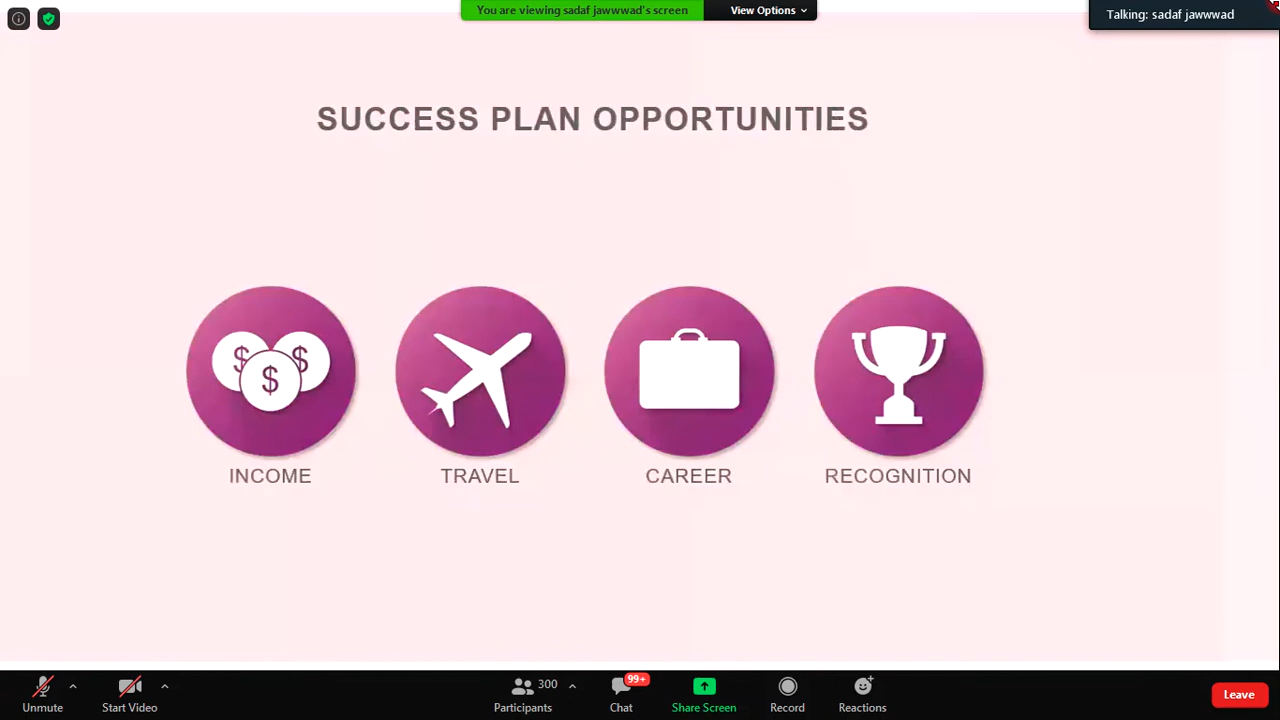 You are viewing sadaf jawwwad's screen
View Options
Talking: sadaf jawwwad
SUCCESS PLAN OPPORTUNITIES
$ $ $
INCOME
TRAVEL
CAREER
RECOGNITION
Unmute
Start Video
300
Participants
99+
Chat
Share Screen
Record
Reactions
Leave